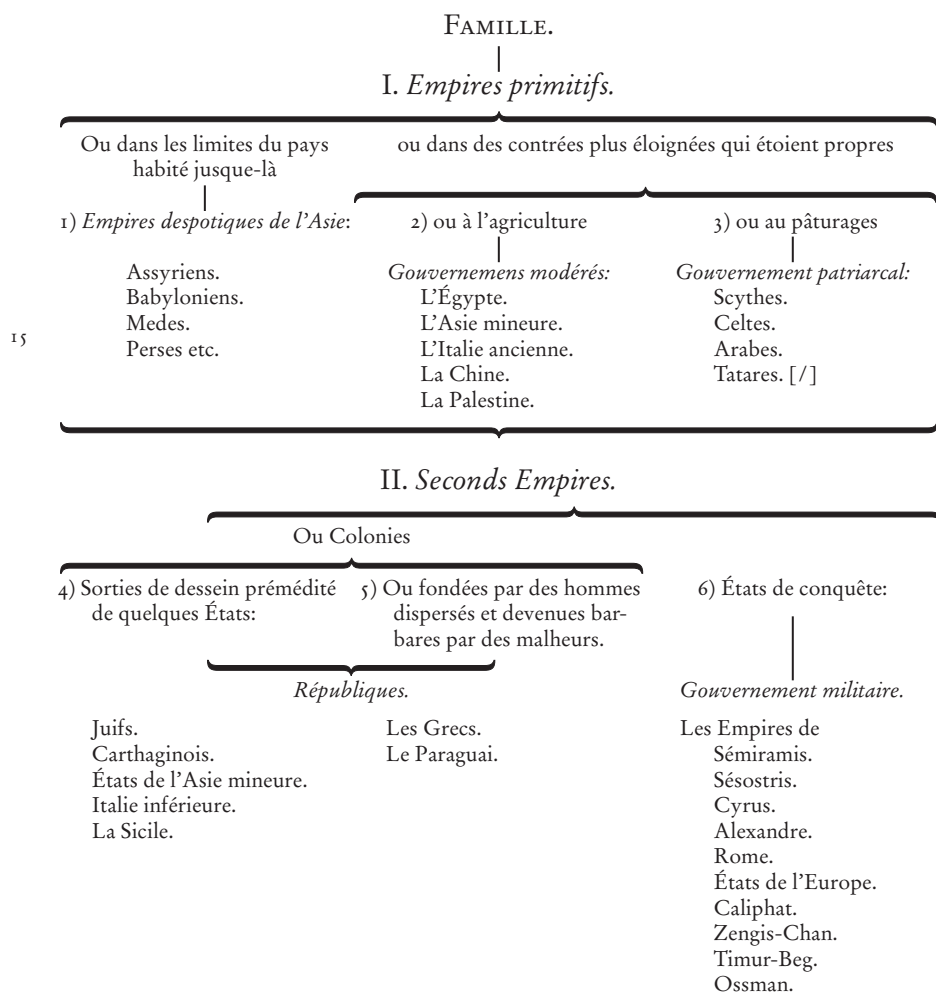 FAMILLE.
I. Empires primitifs.
Ou dans les limites du pays
habité jusque-là
ou dans des contrées plus éloignées qui étoient propres
1) Empires despotiques de l'Asie:
Assyriens.
Babyloniens.
Medes.
15
Perses etc.
2) ou à l'agriculture
Gouvernemens modérés:
L'Égypte.
L'Asie mineure.
L'Italie ancienne.
La Chine.
La Palestine.
3) ou au pâturages
Gouvernement patriarcal:
Scythes.
Celtes.
Arabes.
Tatares. [/]
II. Seconds Empires.
Ou Colonies
4) Sorties de dessein prémédité
de quelques États:
5) Ou fondées par des hommes
dispersés et devenues bar-
bares par des malheurs.
Républiques.
Juifs.
Carthaginois.
États de l'Asie mineure.
Italie inférieure.
La Sicile.
Les Grecs.
Le Paraguai.
6) États de conquête:
Gouvernement militaire.
Les Empires de
Sémiramis.
Sésostris.
Cyrus.
Alexandre.
Rome.
États de l'Europe.
Caliphat.
Zengis-Chan.
Timur-Beg.
Ossman.